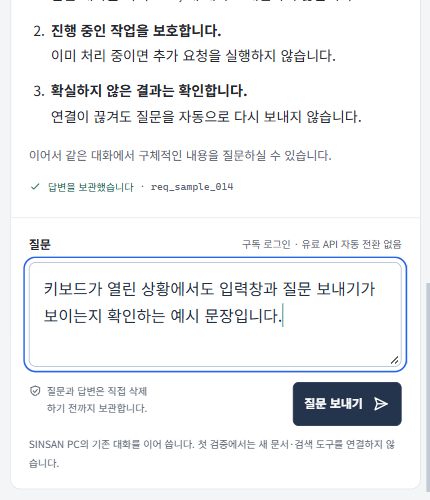 2. 진행 중인 작업을 보호합니다.
이미 처리 중이면 추가 요청을 실행하지 않습니다.
3. 확실하지 않은 결과는 확인합니다.
연결이 끊겨도 질문을 자동으로 다시 보내지 않습니다.
이어서 같은 대화에서 구체적인 내용을 질문하실 수 있습니다.
답변을 보관했습니다 · req_sample_014
질문 구독 로그인 · 유료 API 자동 전환 없음
키보드가 열린 상황에서도 입력창과 질문 보내기가
보이는지 확인하는 예시 문장입니다.
질문과 답변은 직접 삭제
하기 전까지 보관합니다.
질문 보내기
SINSAN PC의 기존 대화를 이어 씁니다. 첫 검증에서는 새 문서·검색 도구를 연결하지 않
습니다.